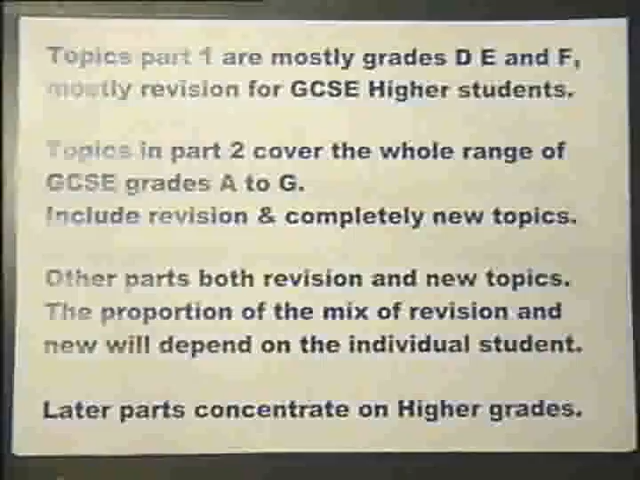 Topics part 1 are mostly grades D E and F,
mostly revision for GCSE Higher students.
Topics in part 2 cover the whole range of
GCSE grades A to G.
Include revision & completely new topics.
Other parts both revision and new topics.
The proportion of the mix of revision and
new will depend on the individual student.
Later parts concentrate on Higher grades.